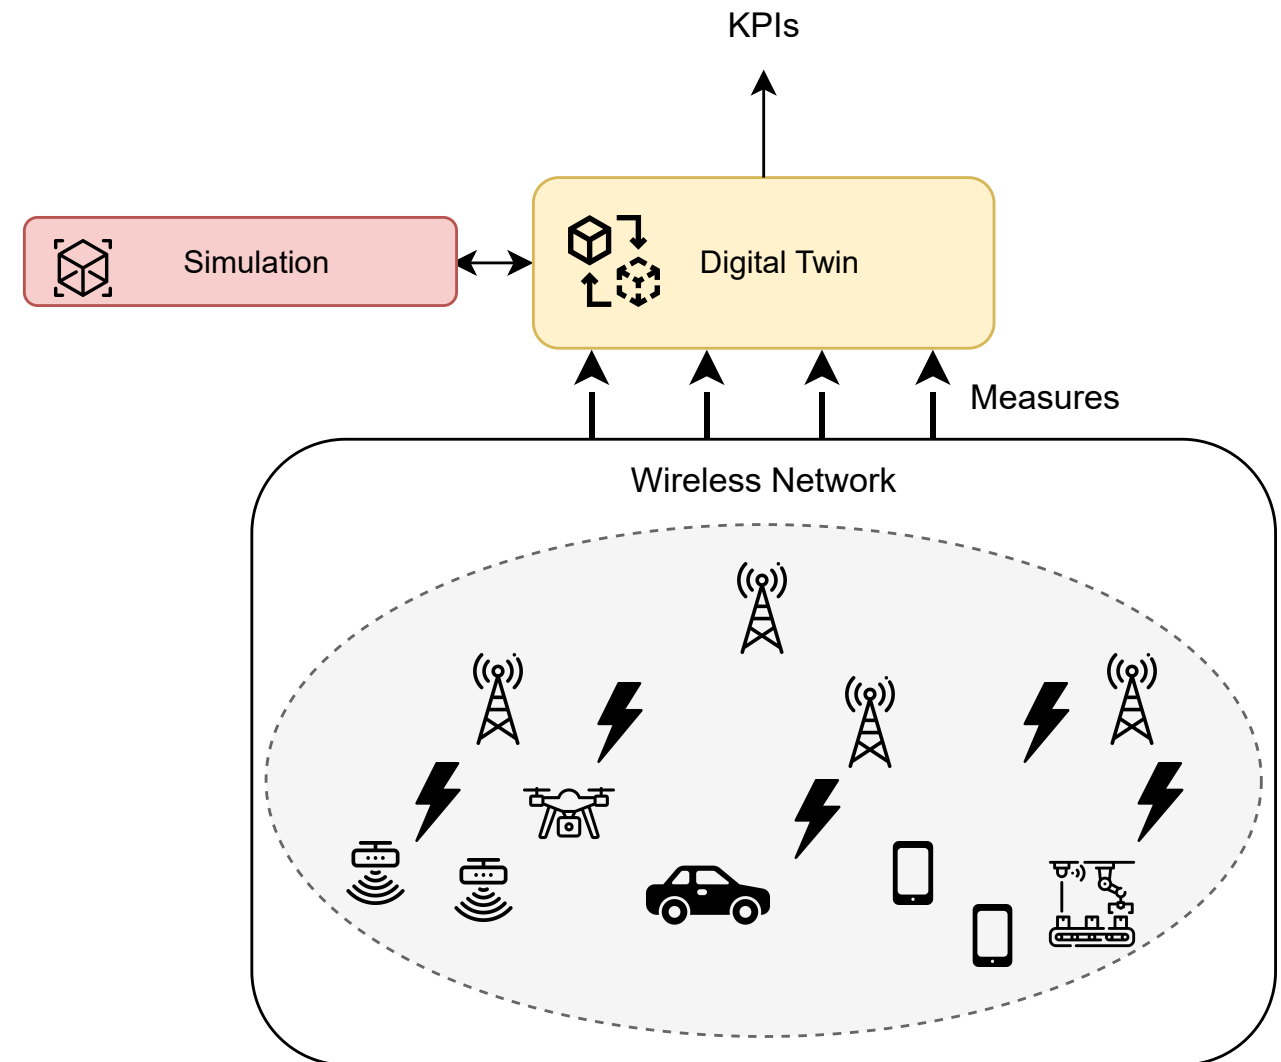 KPIs
Simulation
Digital Twin
Measures
Wireless Network